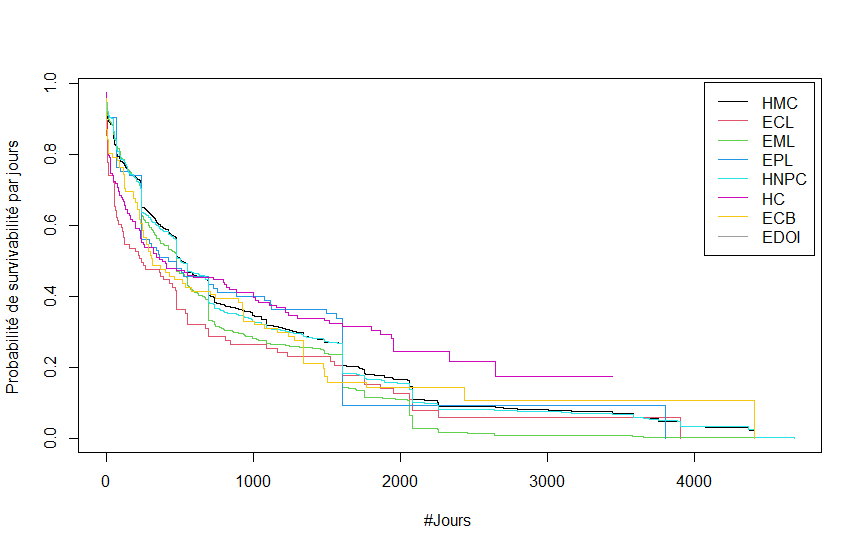 Probabilité de survivabilité par jours
1.0
0.8
0.6
0.4
0.2
0.0
HMC
ECL
EML
EPL
HNPC
HC
ECB
EDOI
0 1000 2000 3000 4000
#Jours